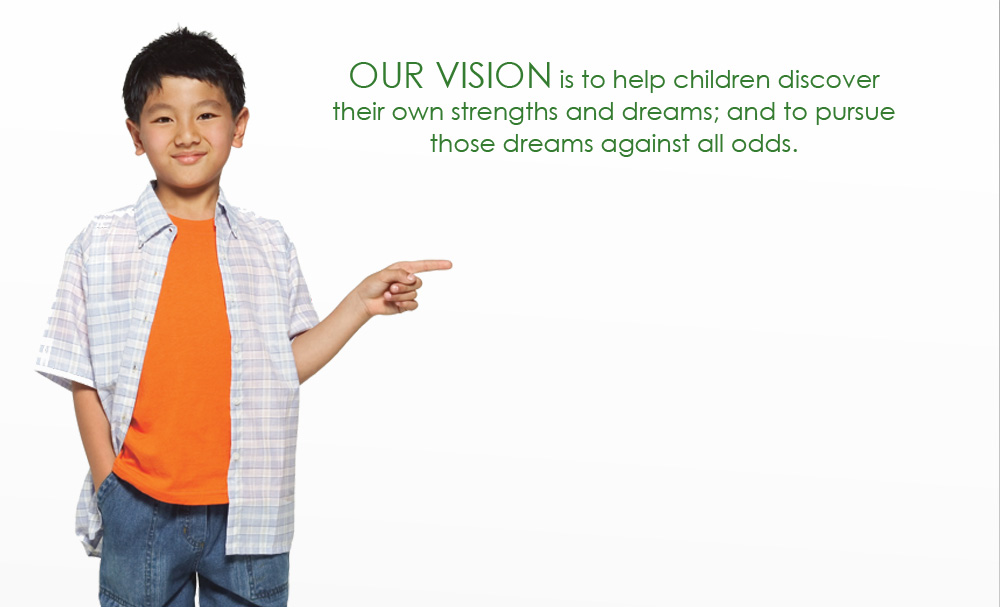 OUR VISION is to help children discover
their own strengths and dreams; and to pursue
those dreams against all odds.